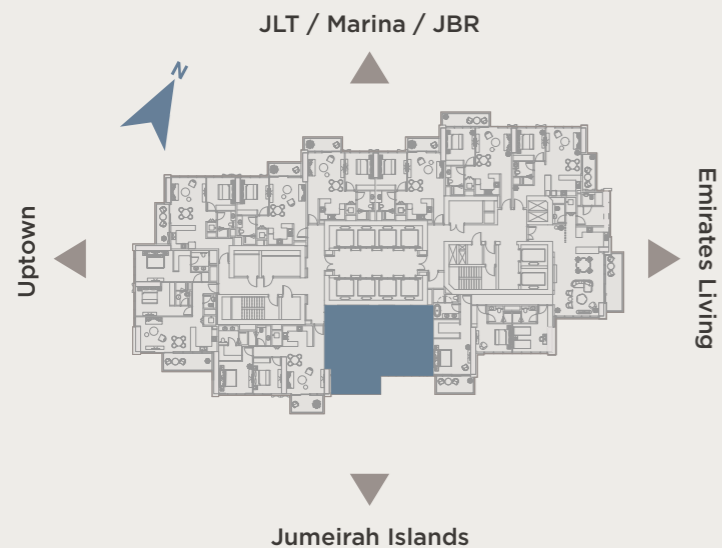 JLT / Marina / JBR
N
Uptown
Emirates Living
Jumeirah Islands